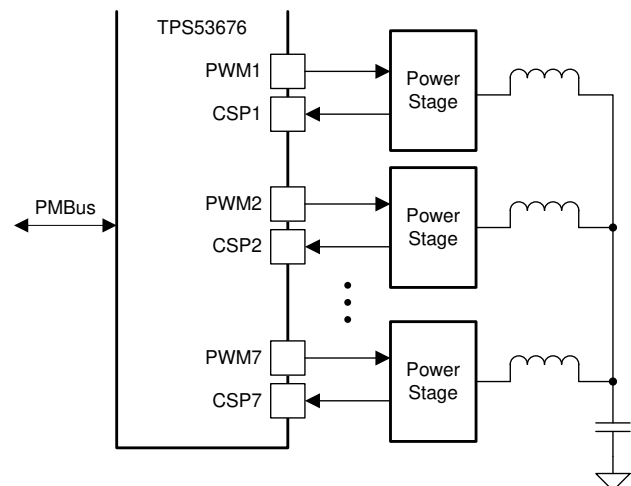 TPS53676
PWM1
Power
Stage
CSP1
PMBus
PWM2
Power
Stage
CSP2
PWM7
Power
Stage
CSP7